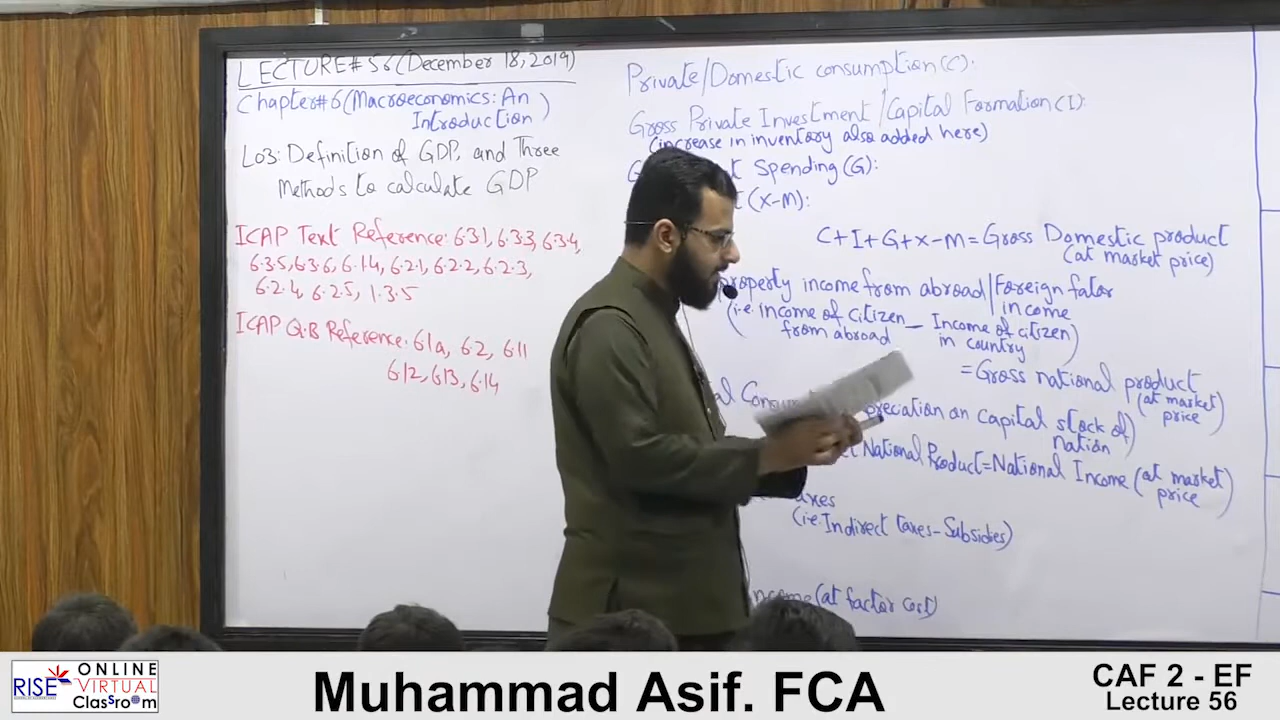 LECTURE#56(December 18, 2019)
Chapter#6(Macroeconomics: An
Introduction)
LO3: Definition of GDP, and Three
Methods to calculate GDP
ICAP Text Reference: 6.3.1, 6.3.3, 6.3.4,
6.3.5, 6.3.6, 6.1.4, 6.2.1, 6.2.2, 6.2.3,
6.2.4, 6.2.5, 1.3.5
ICAP Q.B Reference: 6.1a, 6.2, 6.11
6.12, 6.13, 6.14
Private/Domestic consumption(C):
Gross Private Investment/Capital Formation(I):
(increase in inventory also added here)
Spending (G):
(X-M):
C+I+G+X-M=Gross Domestic product
(at market price)
property income from abroad/Foreign fator
income
(i.e. income of citizen from abroad - Income of citizen in country)
=Gross national product
(at market price)
preciation on capital stock of
nation)
National Product=National Income (at market price)
axes
(i.e. Indirect taxes-Subsidies)
ncome (at factor cost)
RISE ONLINE VIRTUAL ClasSroom
Muhammad Asif. FCA
CAF 2 - EF
Lecture 56